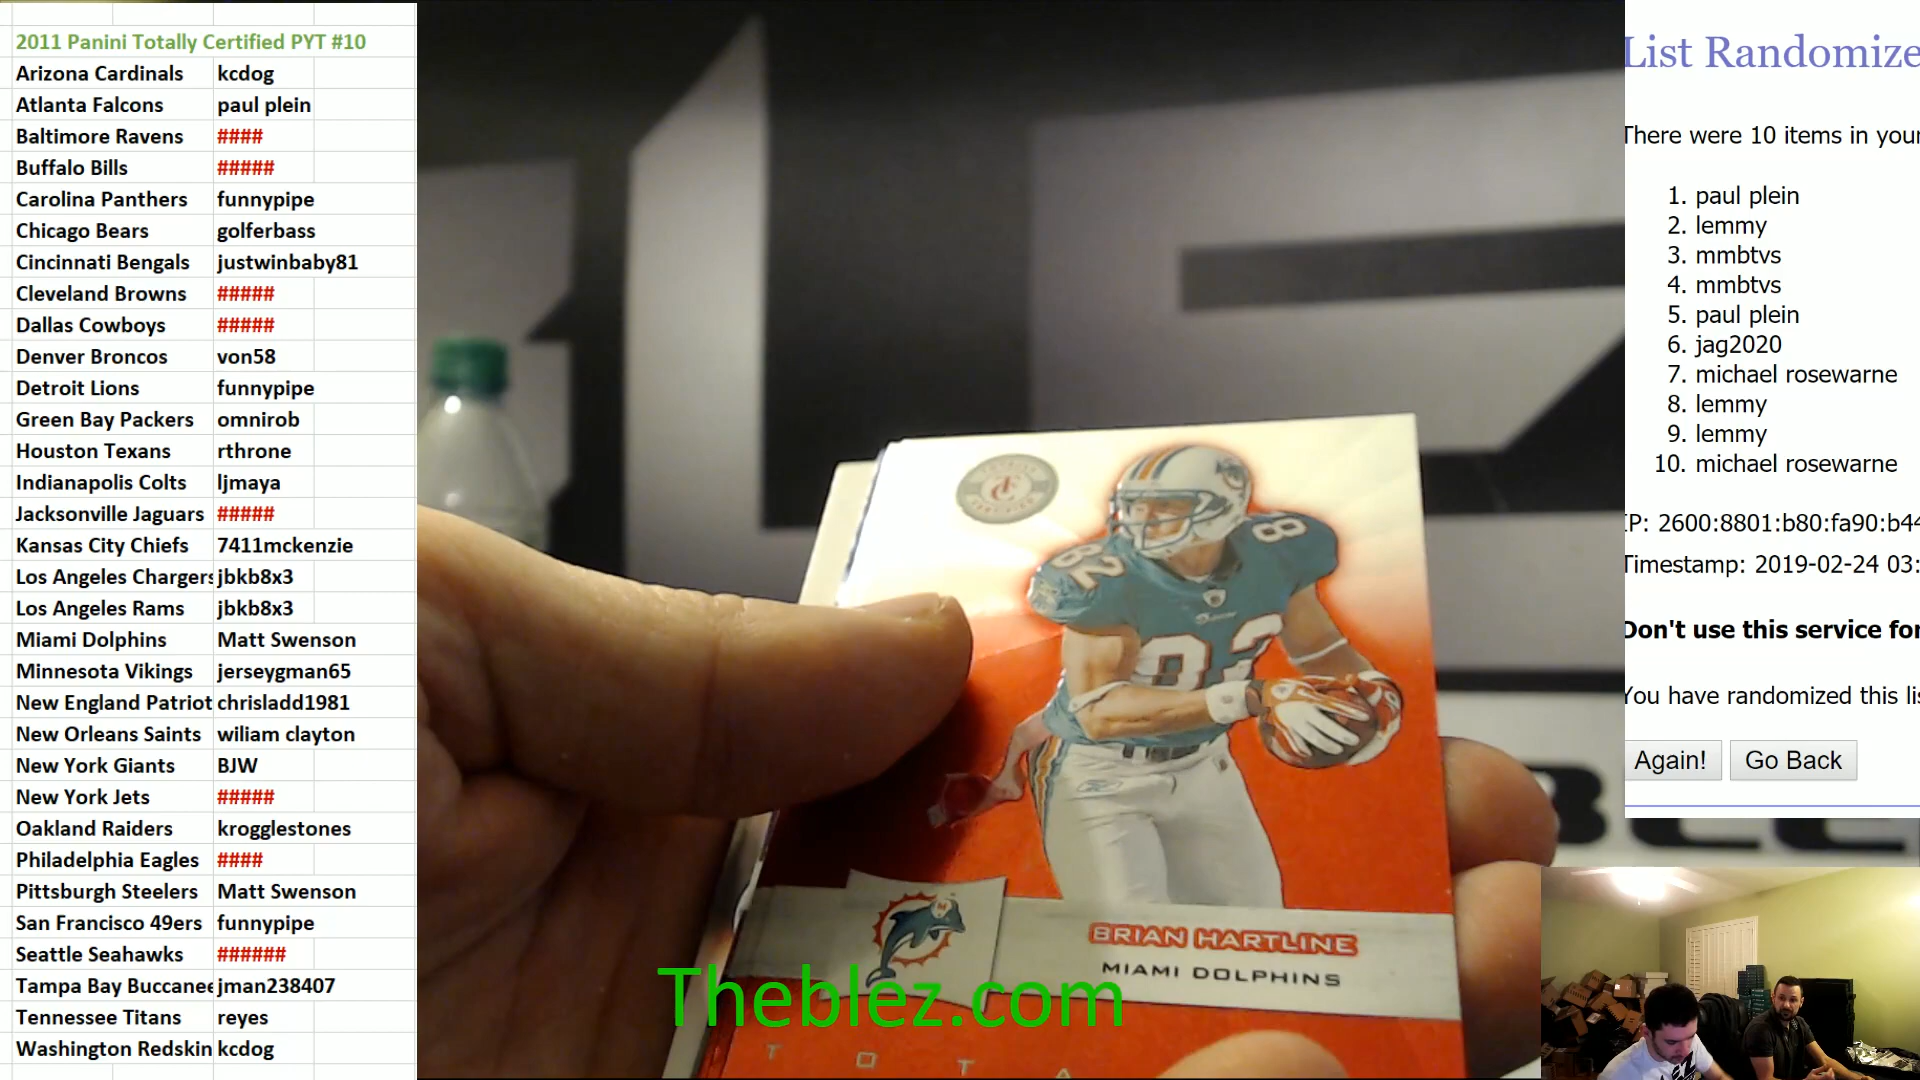 2011 Panini Totally Certified PYT #10
Arizona Cardinals kcdog
Atlanta Falcons paul plein
Baltimore Ravens ####
Buffalo Bills #####
Carolina Panthers funnypipe
Chicago Bears golferbass
Cincinnati Bengals justwinbaby81
Cleveland Browns #####
Dallas Cowboys #####
Denver Broncos von58
Detroit Lions funnypipe
Green Bay Packers omnirob
Houston Texans rthrone
Indianapolis Colts ljmaya
Jacksonville Jaguars #####
Kansas City Chiefs 7411mckenzie
Los Angeles Chargers jbkb8x3
Los Angeles Rams jbkb8x3
Miami Dolphins Matt Swenson
Minnesota Vikings jerseygman65
New England Patriot chrisladd1981
New Orleans Saints wiliam clayton
New York Giants BJW
New York Jets #####
Oakland Raiders krogglestones
Philadelphia Eagles ####
Pittsburgh Steelers Matt Swenson
San Francisco 49ers funnypipe
Seattle Seahawks ######
Tampa Bay Buccanee jman238407
Tennessee Titans reyes
Washington Redskin kcdog
82
8
82
BRIAN HARTLINE
MIAMI DOLPHINS
T O T A
Theblez.com
List Randomize
There were 10 items in your
1. paul plein
2. lemmy
3. mmbtvs
4. mmbtvs
5. paul plein
6. jag2020
7. michael rosewarne
8. lemmy
9. lemmy
10. michael rosewarne
IP: 2600:8801:b80:fa90:b44
Timestamp: 2019-02-24 03:
Don't use this service for
You have randomized this lis
Again! Go Back